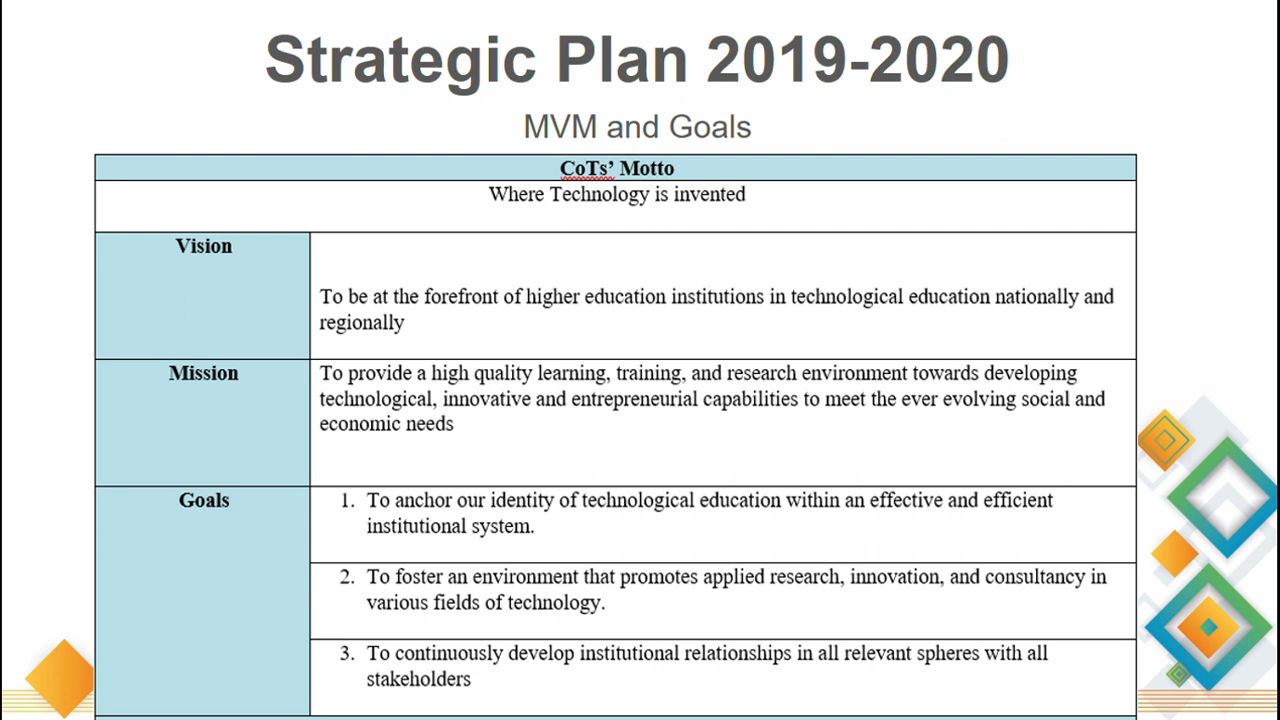 Strategic Plan 2019-2020
MVM and Goals
CoTs’ Motto
Where Technology is invented
Vision
To be at the forefront of higher education institutions in technological education nationally and
regionally
Mission
To provide a high quality learning, training, and research environment towards developing
technological, innovative and entrepreneurial capabilities to meet the ever evolving social and
economic needs
Goals
1. To anchor our identity of technological education within an effective and efficient
institutional system.
2. To foster an environment that promotes applied research, innovation, and consultancy in
various fields of technology.
3. To continuously develop institutional relationships in all relevant spheres with all
stakeholders